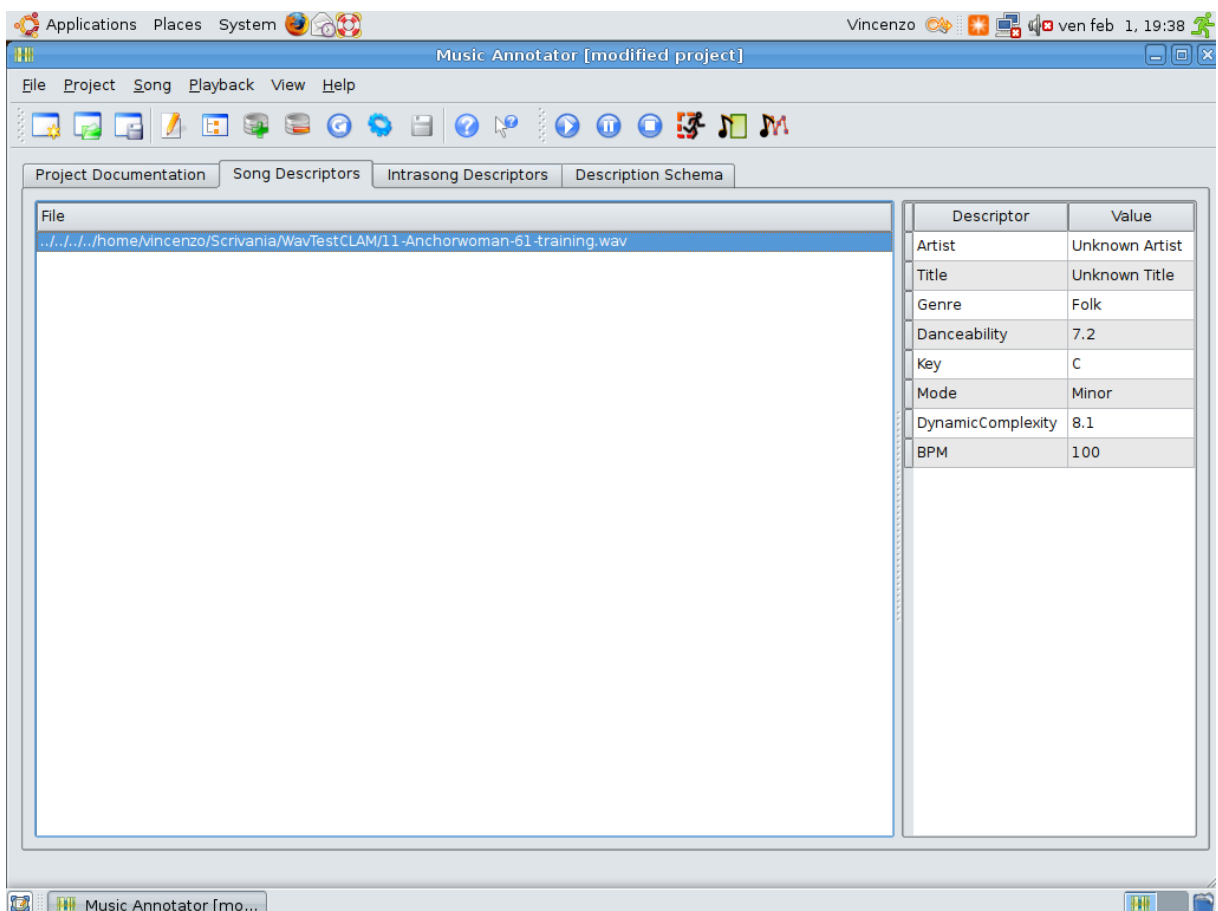 Applications Places System Vincenzo ven feb 1, 19:38
Music Annotator [modified project]
File Project Song Playback View Help
Project Documentation Song Descriptors Intrasong Descriptors Description Schema
File Descriptor Value
../../../../home/vincenzo/Scrivania/WavTestCLAM/11-Anchorwoman-61-training.wav
Artist Unknown Artist
Title Unknown Title
Genre Folk
Danceability 7.2
Key C
Mode Minor
DynamicComplexity 8.1
BPM 100
Music Annotator [mo...